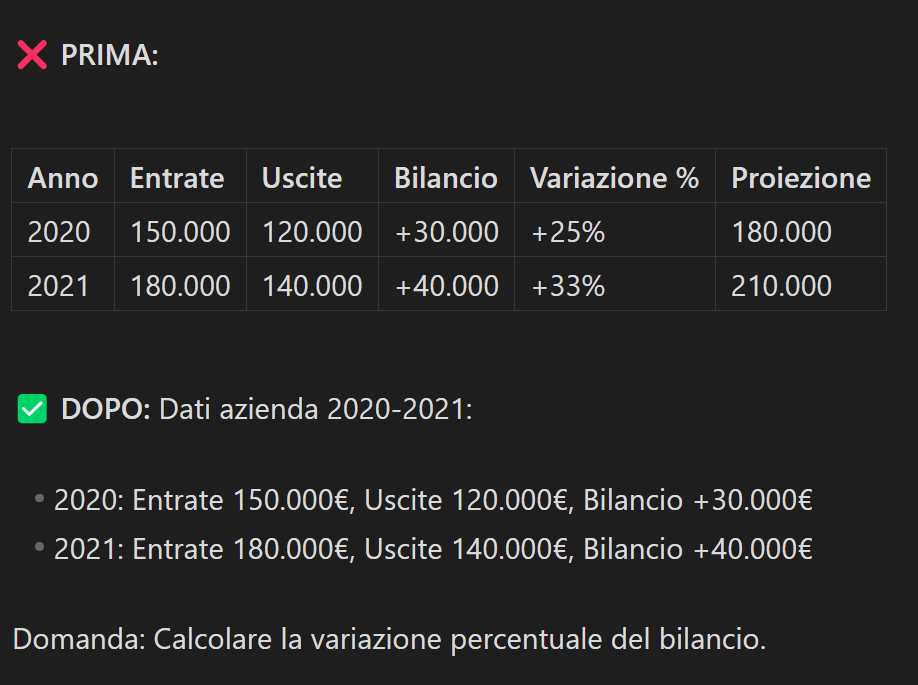 ❌ PRIMA:
Anno Entrate Uscite Bilancio Variazione % Proiezione
2020 150.000 120.000 +30.000 +25% 180.000
2021 180.000 140.000 +40.000 +33% 210.000
✅ DOPO: Dati azienda 2020-2021:
• 2020: Entrate 150.000€, Uscite 120.000€, Bilancio +30.000€
• 2021: Entrate 180.000€, Uscite 140.000€, Bilancio +40.000€
Domanda: Calcolare la variazione percentuale del bilancio.